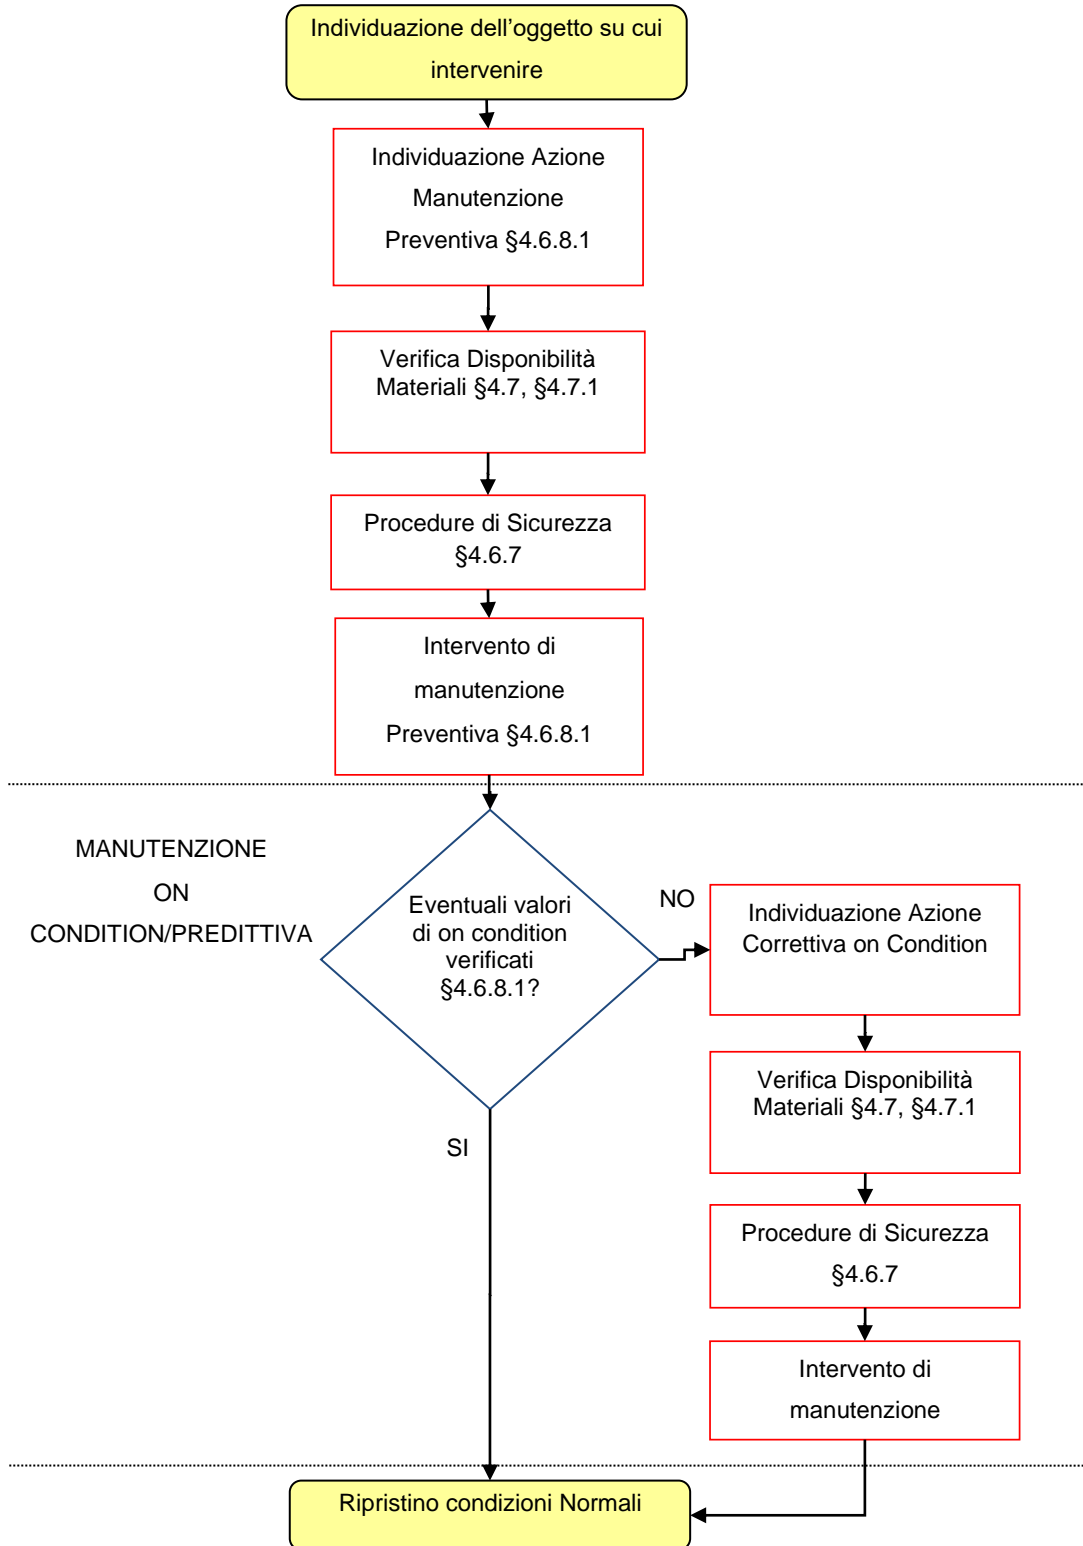 Individuazione dell’oggetto su cui
intervenire
Individuazione Azione
Manutenzione
Preventiva §4.6.8.1
Verifica Disponibilità
Materiali §4.7, §4.7.1
Procedure di Sicurezza
§4.6.7
Intervento di
manutenzione
Preventiva §4.6.8.1
MANUTENZIONE
ON
CONDITION/PREDITTIVA
Eventuali valori
di on condition
verificati
§4.6.8.1?
NO
Individuazione Azione
Correttiva on Condition
Verifica Disponibilità
Materiali §4.7, §4.7.1
SI
Procedure di Sicurezza
§4.6.7
Intervento di
manutenzione
Ripristino condizioni Normali